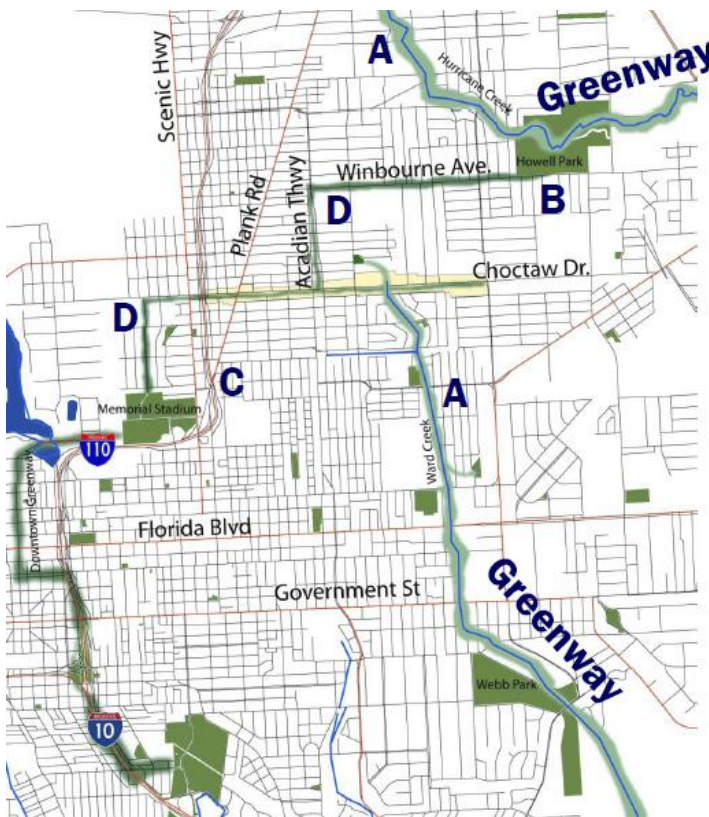 A
Scenic Hwy
Hurricane Creek
Greenway
Howell Park
Plank Rd
Acadian Thwy
Winbourne Ave.
B
D
Choctaw Dr.
D
C
A
Memorial Stadium
110
Ward Creek
Downtown Greenway
Florida Blvd
Government St
Greenway
Webb Park
10